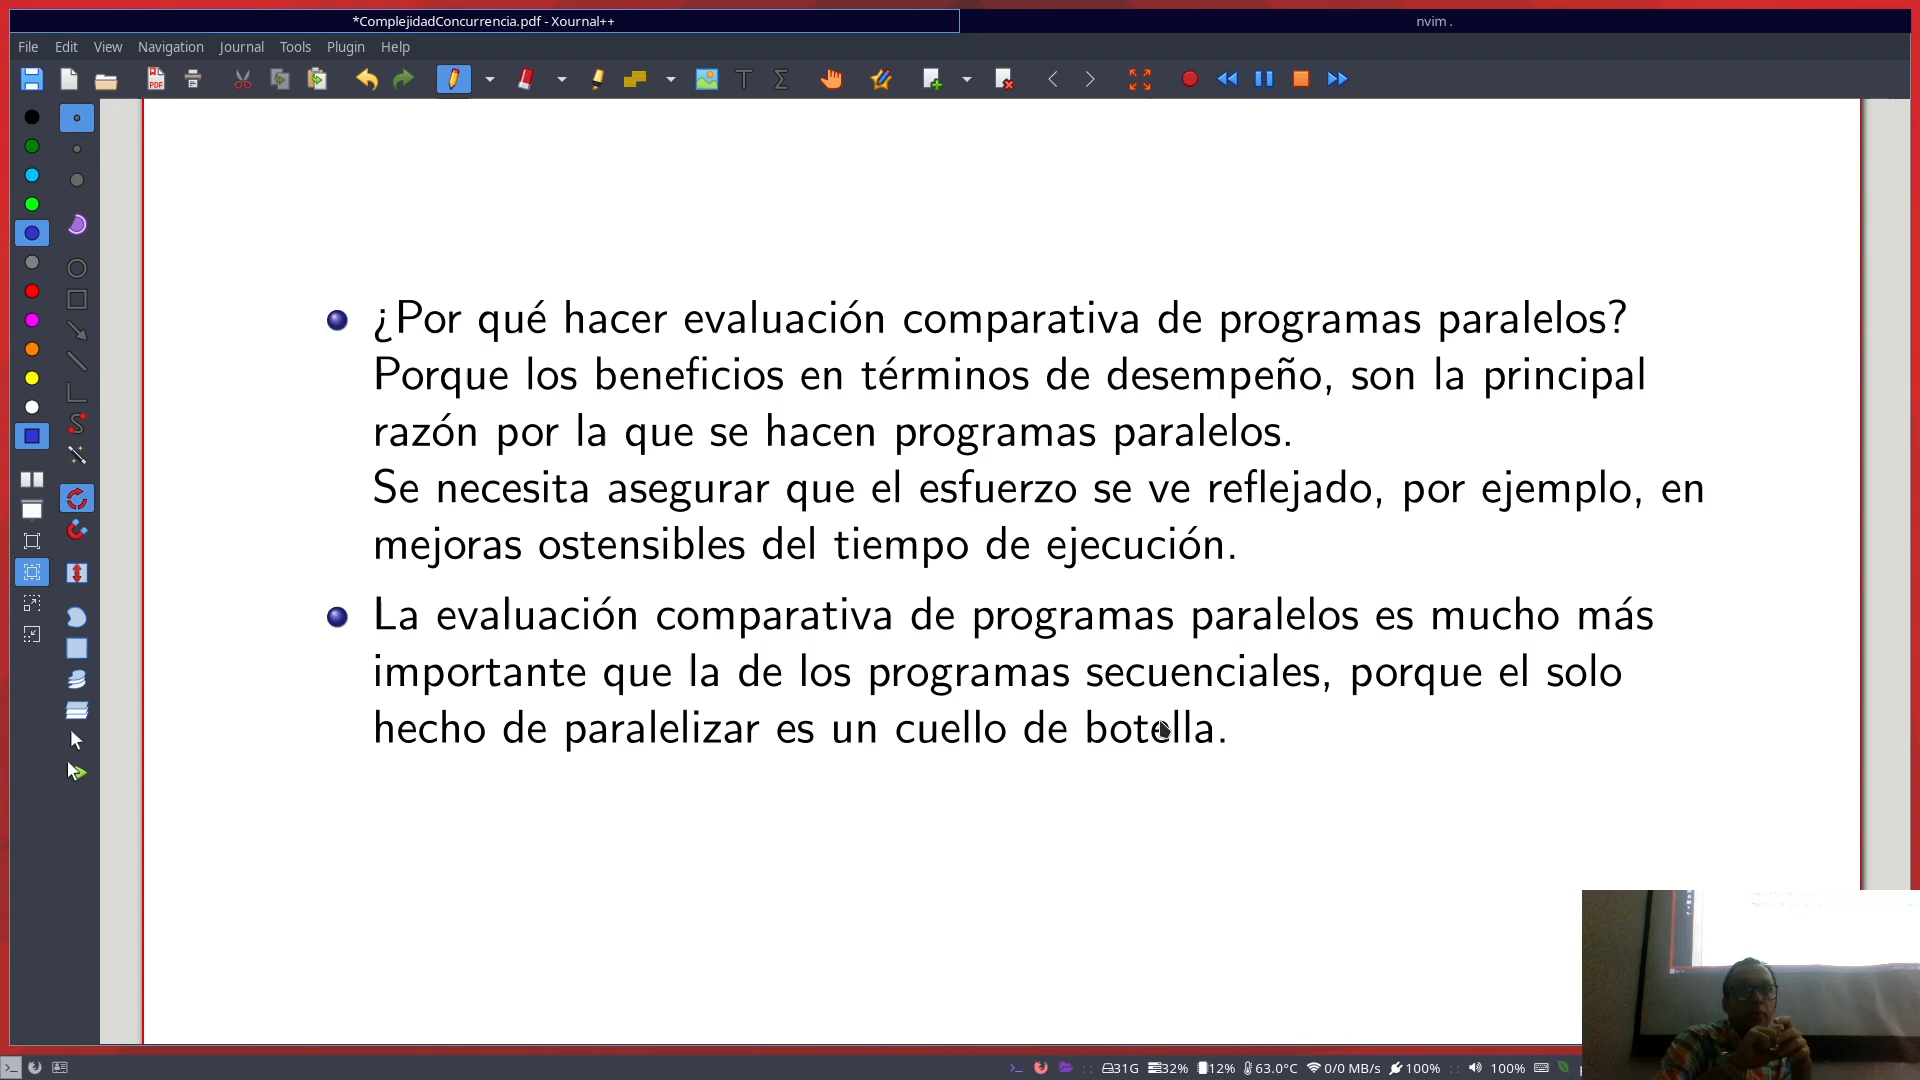 *ComplejidadConcurrencia.pdf - Xournal++
nvim .
File Edit View Navigation Journal Tools Plugin Help
¿Por qué hacer evaluación comparativa de programas paralelos?
Porque los beneficios en términos de desempeño, son la principal
razón por la que se hacen programas paralelos.
Se necesita asegurar que el esfuerzo se ve reflejado, por ejemplo, en
mejoras ostensibles del tiempo de ejecución.
La evaluación comparativa de programas paralelos es mucho más
importante que la de los programas secuenciales, porque el solo
hecho de paralelizar es un cuello de botella.
31G 32% 12% 63.0°C 0/0 MB/s 100% 100%